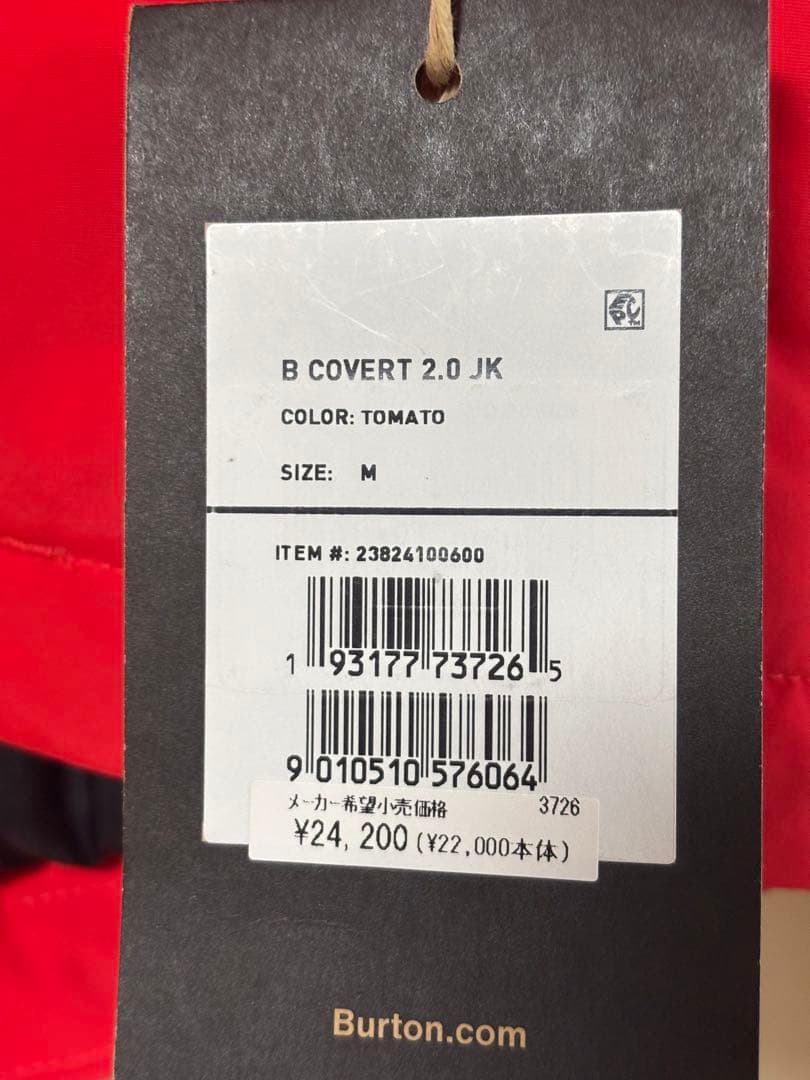 EPC™
B COVERT 2.0 JK
COLOR: TOMATO
SIZE: M
ITEM #: 23824100600
1 93177 73726 5
9 010510 576064
メーカー希望小売価格 3726
¥24,200 (¥22,000本体)
Burton.com